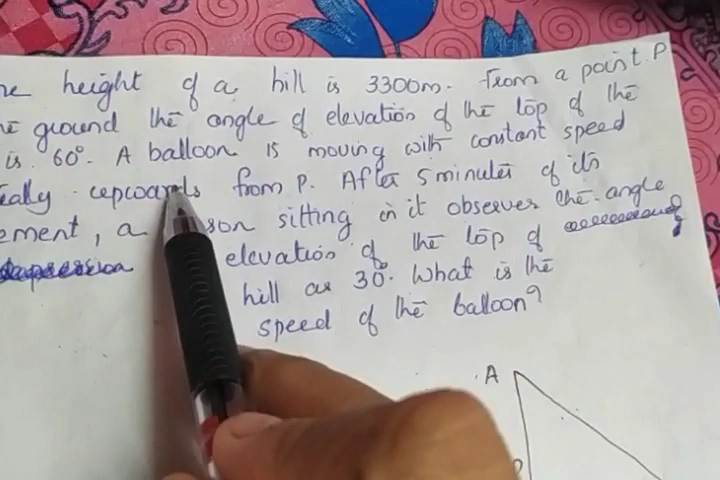 height of a hill is 3300m. From a point P
ground the angle of elevation of the top of the
is 60°. A balloon is moving with constant speed
cally upwards from P. After 5 minutes of its
ement, a son sitting in it observes the angle
elevation of the top of
hill as 30°. What is the
speed of the balloon?
A